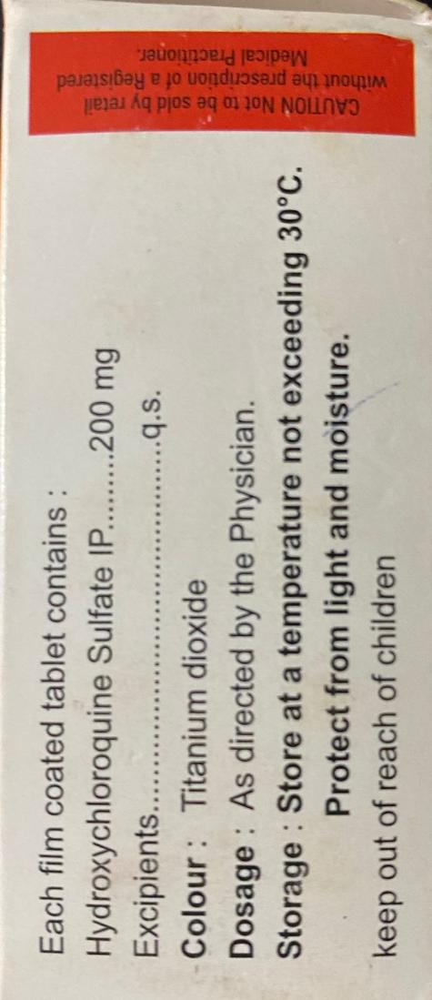 Each film coated tablet contains :
Hydroxychloroquine Sulfate IP.........200 mg
Excipients.......................................q.s.
Colour : Titanium dioxide
Dosage : As directed by the Physician.
Storage : Store at a temperature not exceeding 30°C.
Protect from light and moisture.
keep out of reach of children
CAUTION Not to be sold by retail
without the prescription of a Registered
Medical Practitioner.